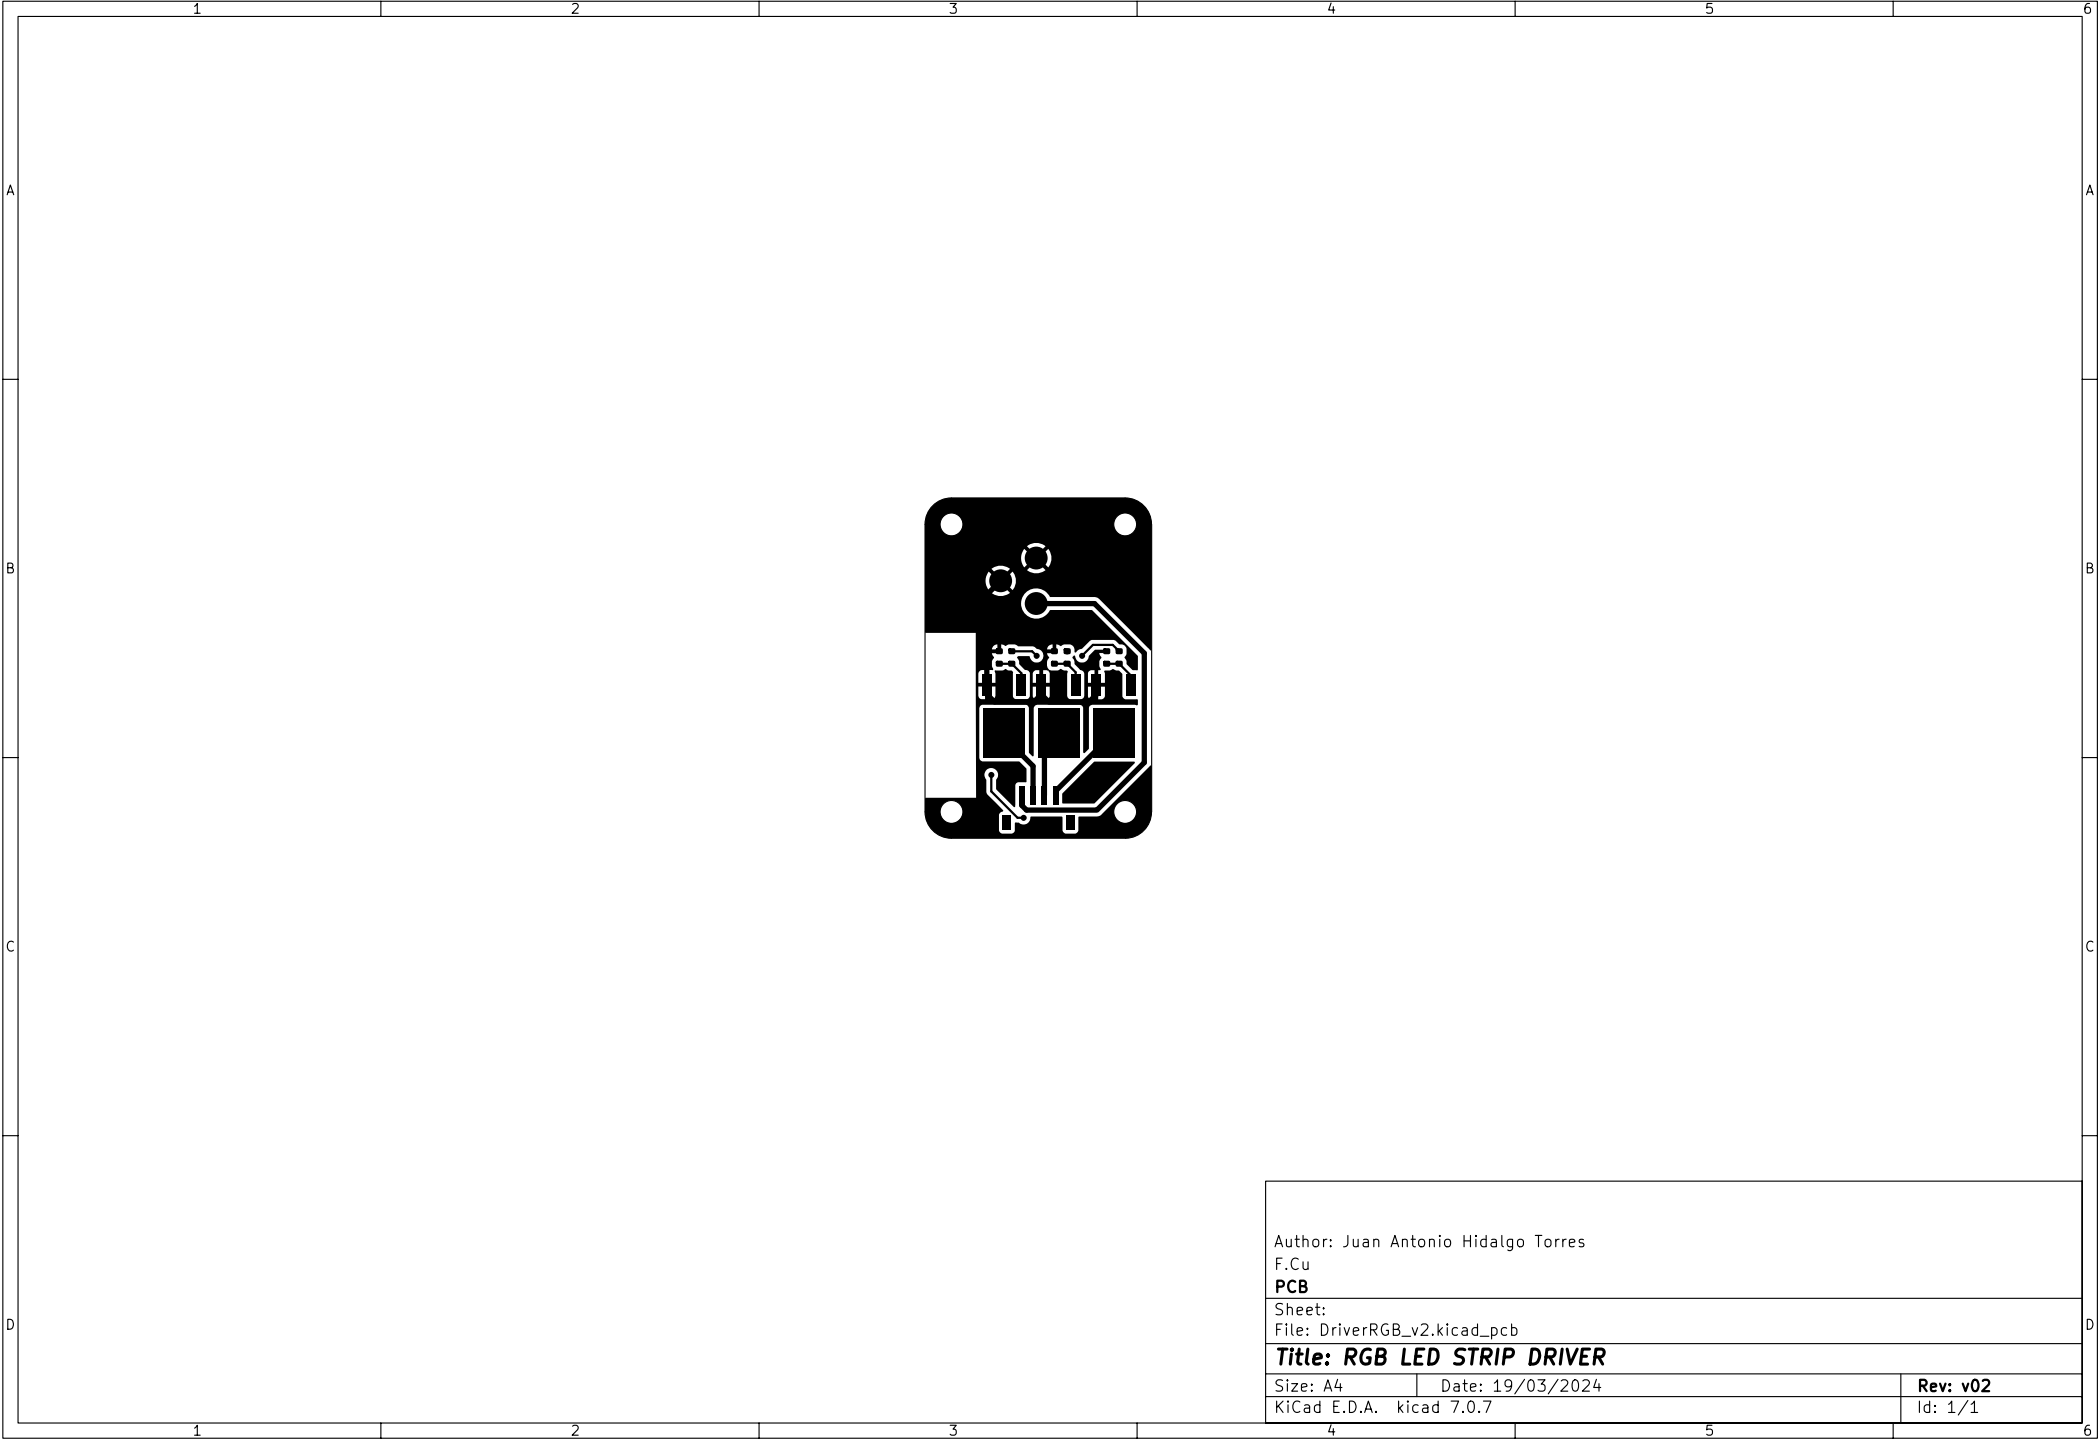 1 2 3 4 5 6
A A
B B
C C
D D
Author: Juan Antonio Hidalgo Torres
F.Cu
PCB
Sheet:
File: DriverRGB_v2.kicad_pcb
Title: RGB LED STRIP DRIVER
Size: A4 Date: 19/03/2024 Rev: v02
KiCad E.D.A. kicad 7.0.7 Id: 1/1
1 2 3 4 5 6